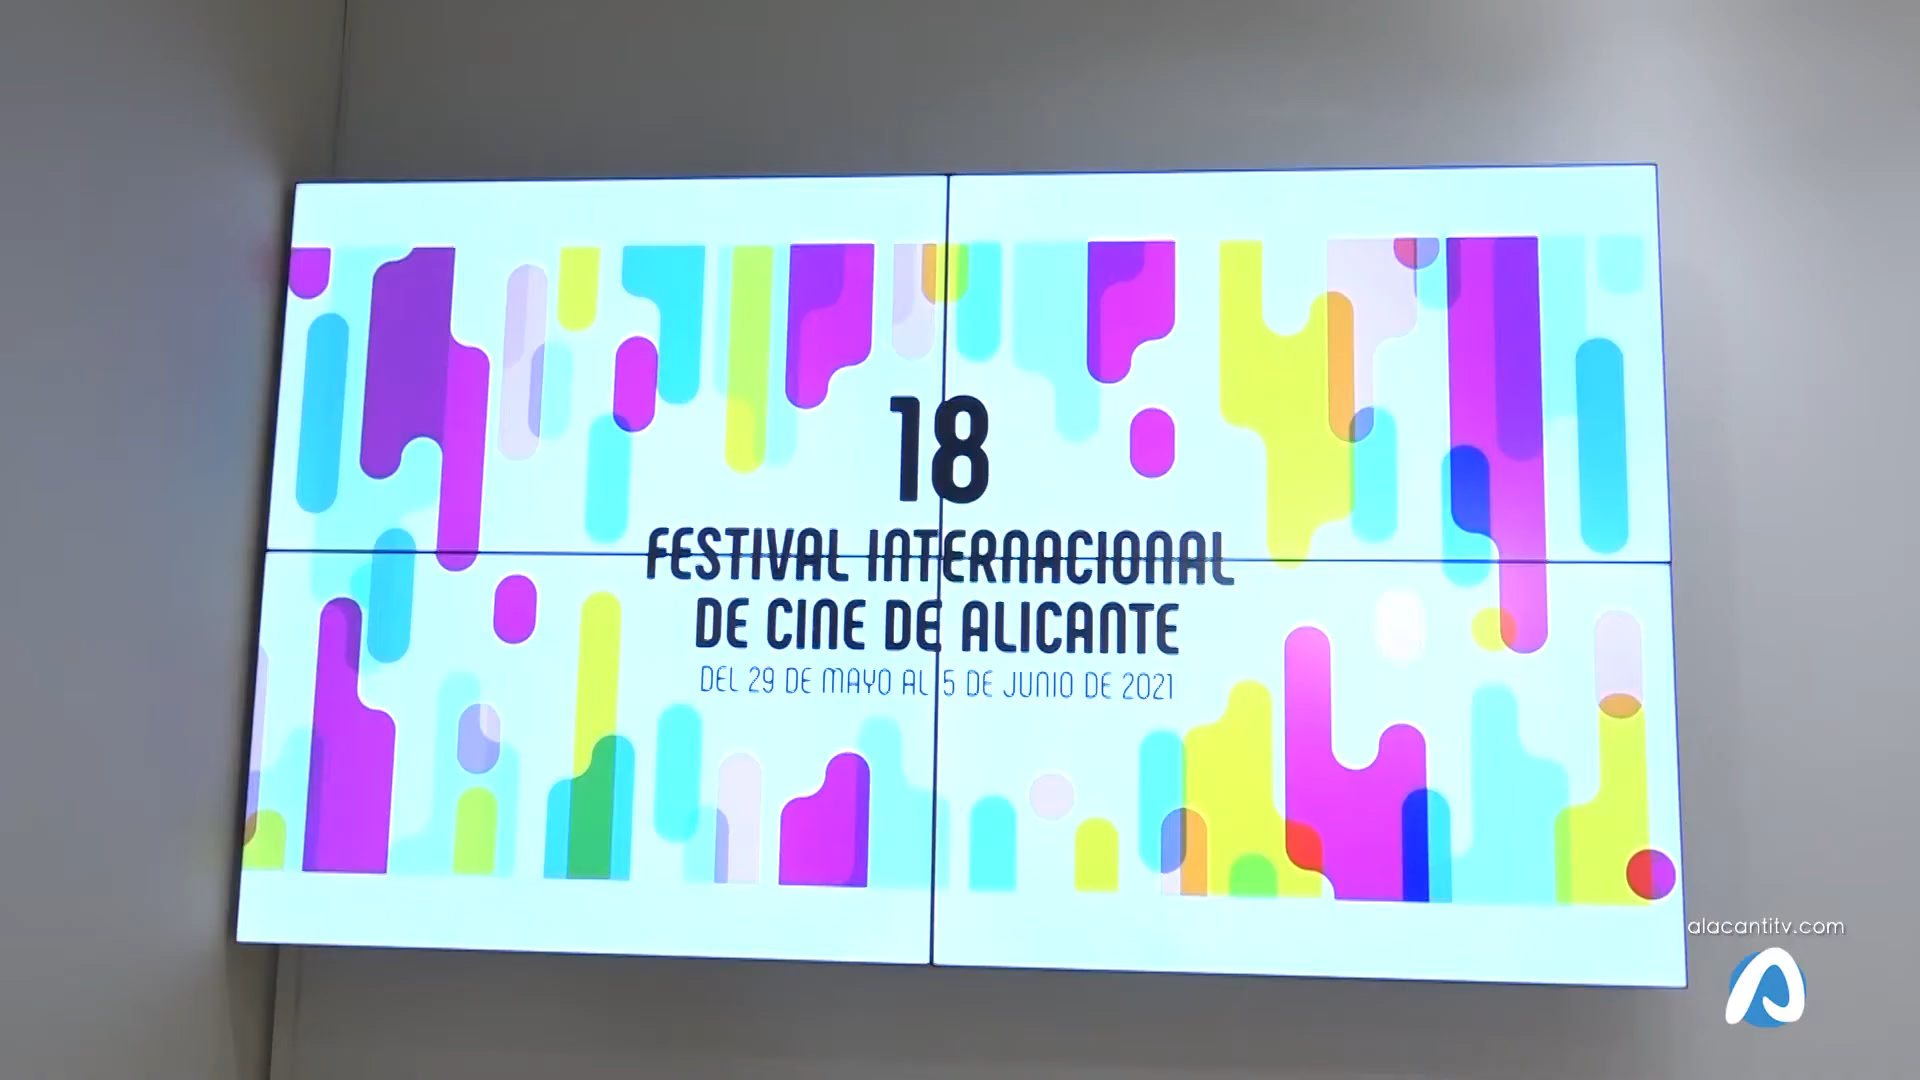 18
FESTIVAL INTERNACIONAL
DE CINE DE ALICANTE
DEL 29 DE MAYO AL 5 DE JUNIO DE 2021
alacantitv.com